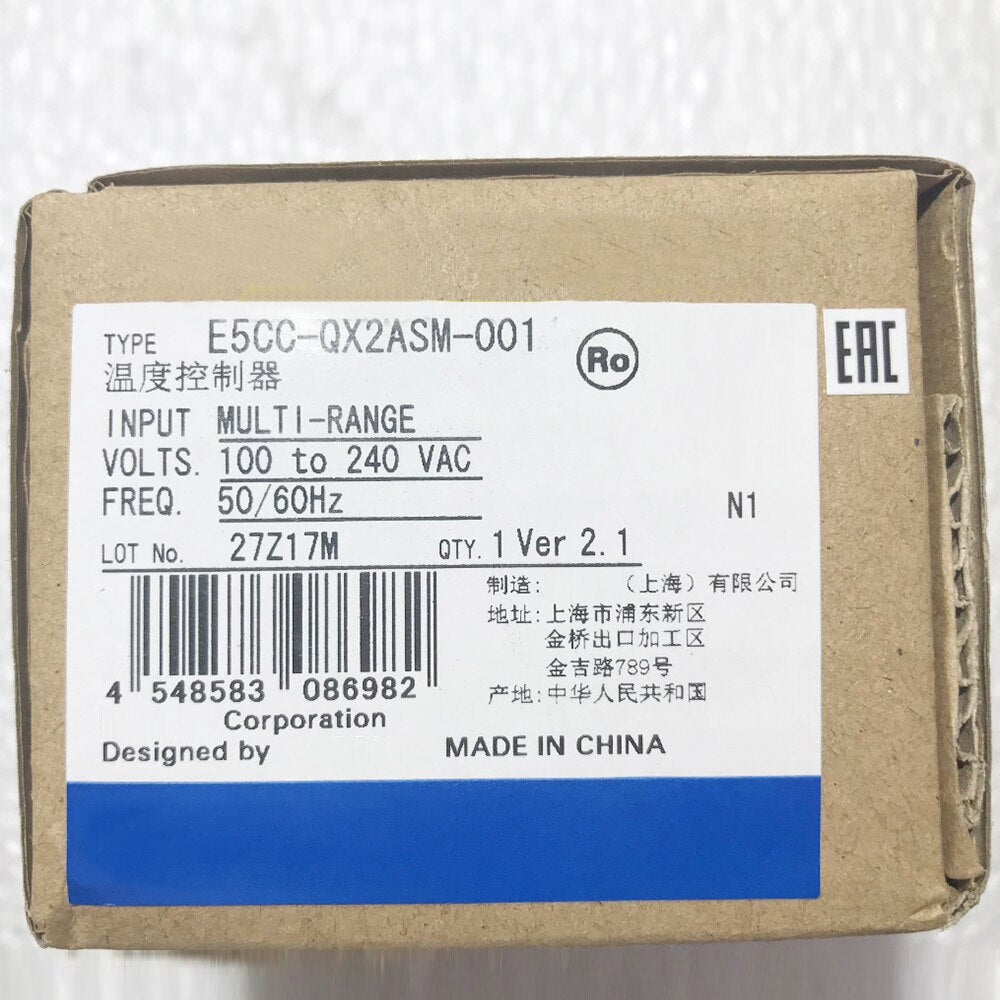 TYPE E5CC-QX2ASM-001
Ro
EAC
温度控制器
INPUT MULTI-RANGE
VOLTS. 100 to 240 VAC
FREQ. 50/60Hz
N1
LOT No. 27Z17M QTY. 1 Ver 2.1
制造: （上海）有限公司
地址: 上海市浦东新区
金桥出口加工区
金吉路789号
产地: 中华人民共和国
4 548583 086982
Corporation
Designed by
MADE IN CHINA